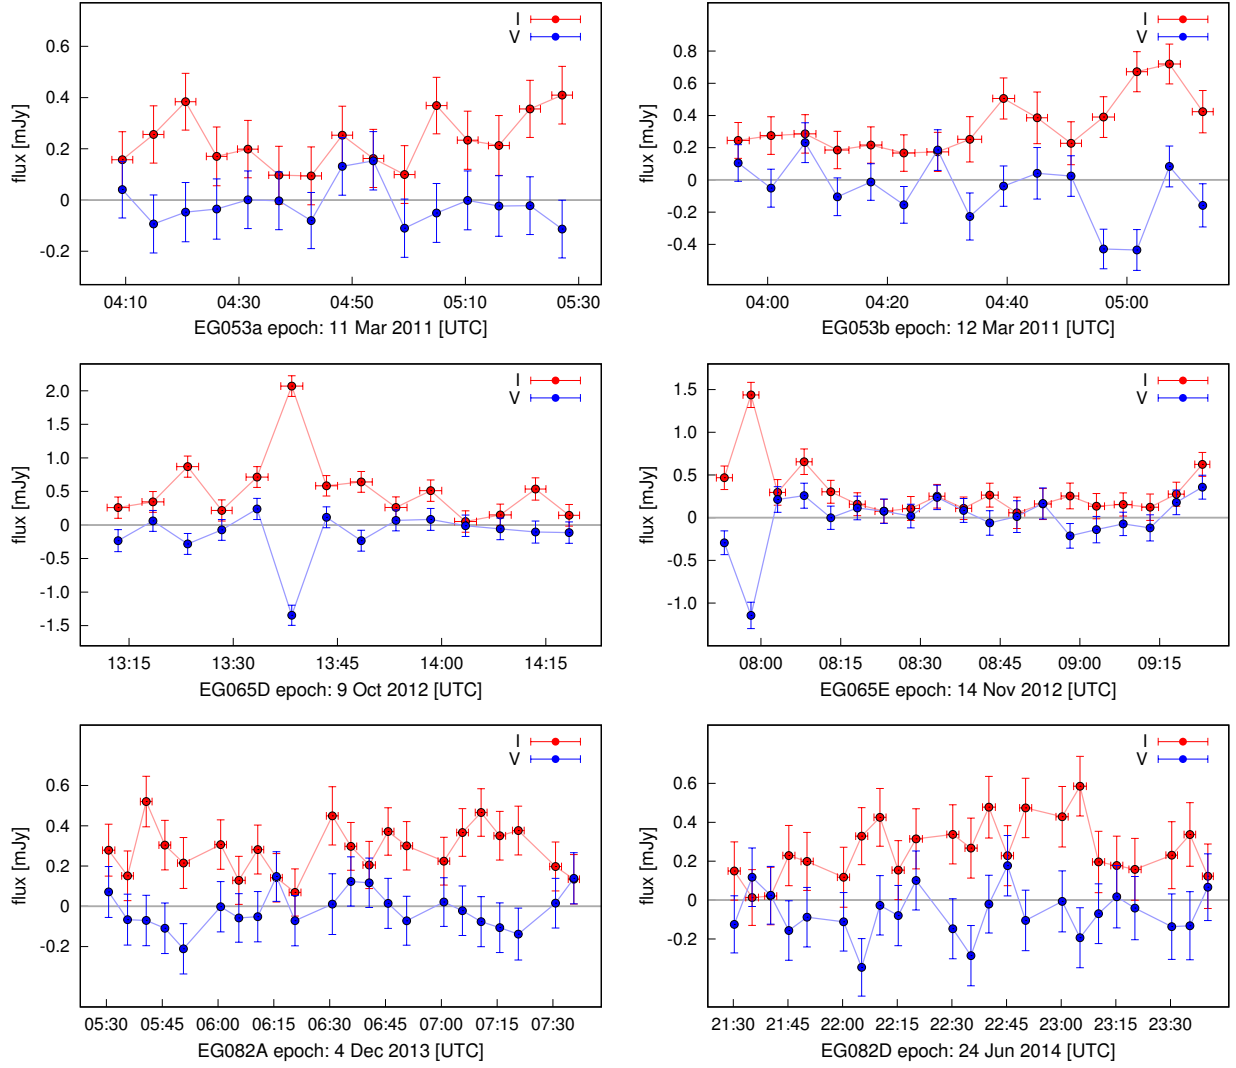 I
V
0.6
0.4
0.2
0
-0.2
flux [mJy]
04:10 04:30 04:50 05:10 05:30
EG053a epoch: 11 Mar 2011 [UTC]
I
V
0.8
0.6
0.4
0.2
0
-0.2
-0.4
flux [mJy]
04:00 04:20 04:40 05:00
EG053b epoch: 12 Mar 2011 [UTC]
I
V
2.0
1.5
1.0
0.5
0
-0.5
-1.0
-1.5
flux [mJy]
13:15 13:30 13:45 14:00 14:15
EG065D epoch: 9 Oct 2012 [UTC]
I
V
1.5
1.0
0.5
0
-0.5
-1.0
flux [mJy]
08:00 08:15 08:30 08:45 09:00 09:15
EG065E epoch: 14 Nov 2012 [UTC]
I
V
0.6
0.4
0.2
0
-0.2
flux [mJy]
05:30 05:45 06:00 06:15 06:30 06:45 07:00 07:15 07:30
EG082A epoch: 4 Dec 2013 [UTC]
I
V
0.6
0.4
0.2
0
-0.2
flux [mJy]
21:30 21:45 22:00 22:15 22:30 22:45 23:00 23:15 23:30
EG082D epoch: 24 Jun 2014 [UTC]